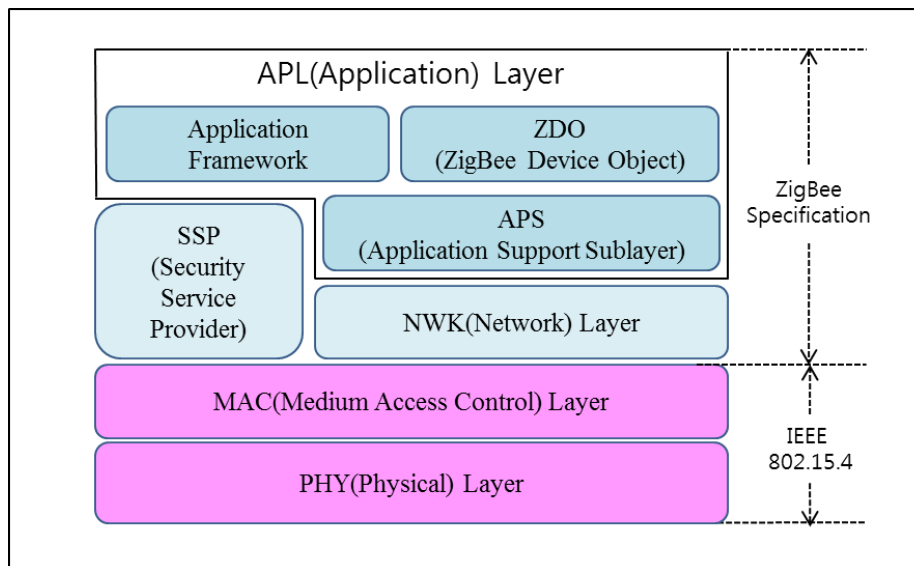 APL(Application) Layer
Application
Framework
ZDO
(ZigBee Device Object)
SSP
(Security
Service
Provider)
APS
(Application Support Sublayer)
NWK(Network) Layer
MAC(Medium Access Control) Layer
PHY(Physical) Layer
ZigBee
Specification
IEEE
802.15.4